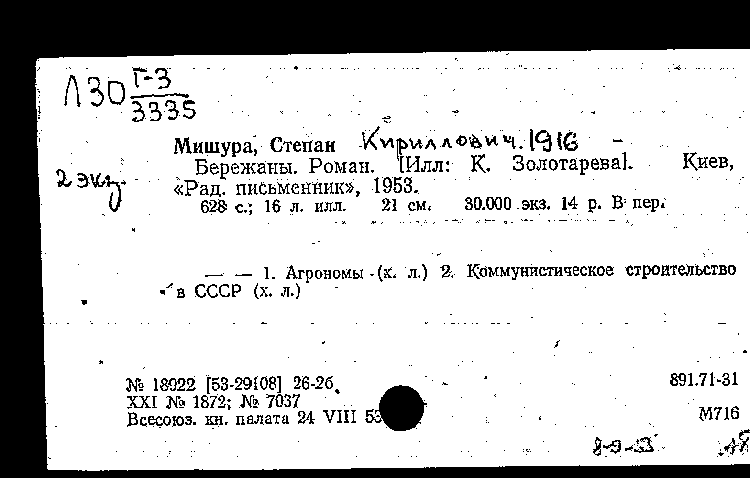 Л30 Г-3
3335
Мишура, Степан Кириллович. 1916 –
2 экз.
Бережаны. Роман. [Илл: К. Золотарева]. Киев,
«Рад. письменник», 1953.
628 с.; 16 л. илл. 21 см. 30.000 экз. 14 р. В пер.
— — 1. Агрономы (х. л.) 2. Коммунистическое строительство
в СССР (х. л.)
№ 18922 [53-29108] 26-26 891.71-31
XXI № 1872; № 7037
Всесоюз. кн. палата 24 VIII 53 М716